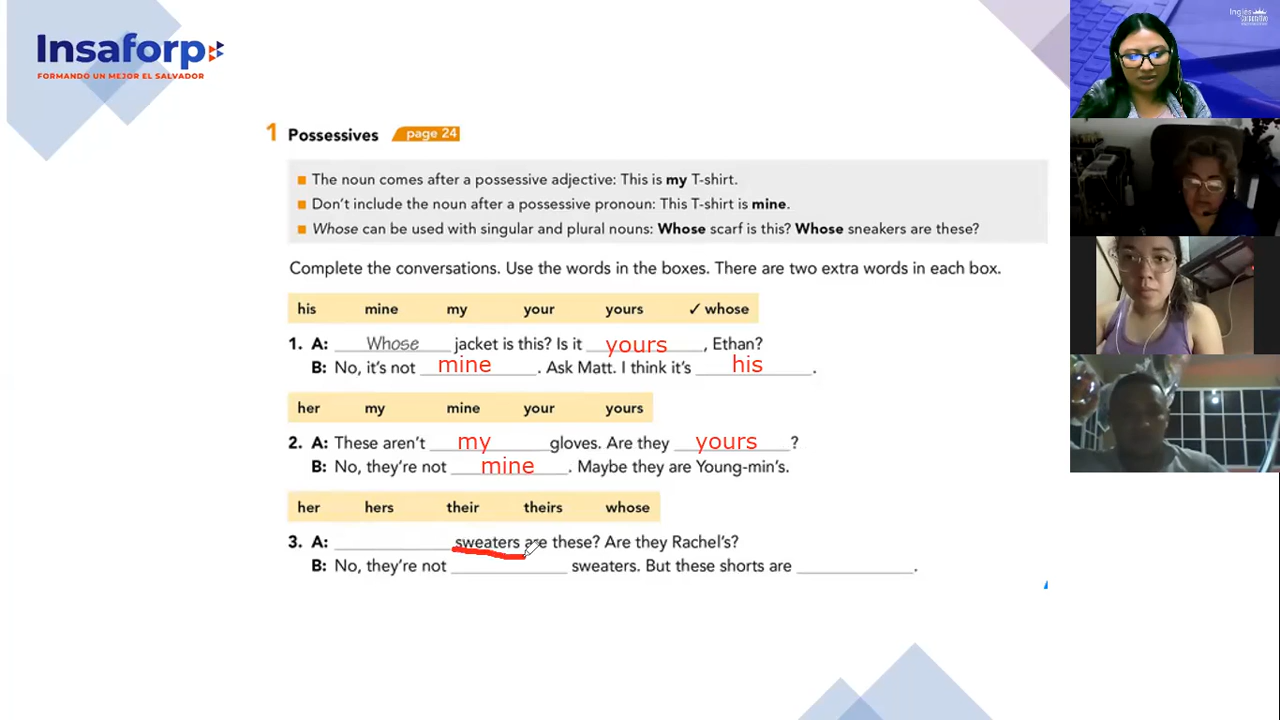 Insaforp
FORMANDO UN MEJOR EL SALVADOR
Ingles
1 Possessives page 24
The noun comes after a possessive adjective: This is my T-shirt.
Don't include the noun after a possessive pronoun: This T-shirt is mine.
Whose can be used with singular and plural nouns: Whose scarf is this? Whose sneakers are these?
Complete the conversations. Use the words in the boxes. There are two extra words in each box.
his mine my your yours ✓ whose
1. A: Whose jacket is this? Is it yours, Ethan?
B: No, it's not mine. Ask Matt. I think it's his.
her my mine your yours
2. A: These aren't my gloves. Are they yours?
B: No, they're not mine. Maybe they are Young-min's.
her hers their theirs whose
3. A: ____________ sweaters are these? Are they Rachel's?
B: No, they're not ____________ sweaters. But these shorts are ____________.